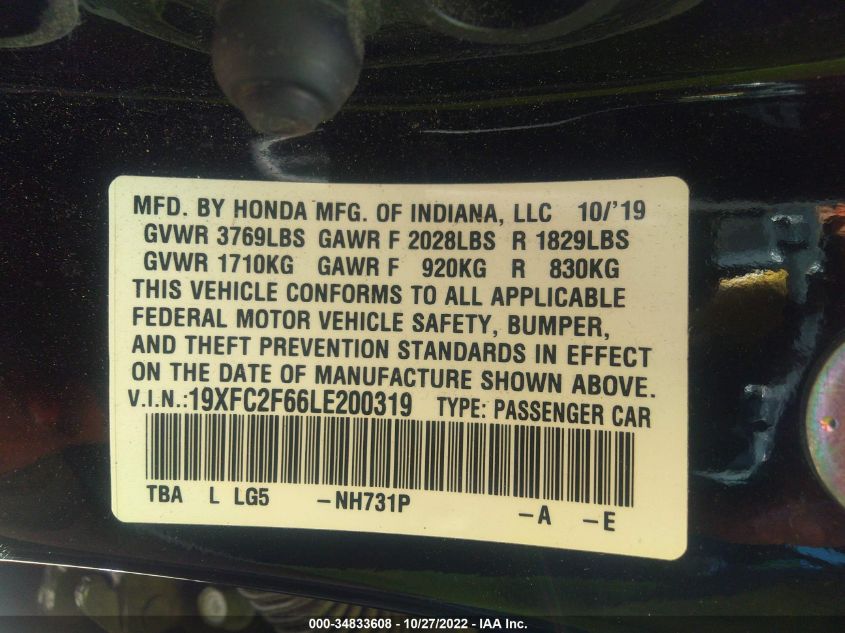 MFD. BY HONDA MFG. OF INDIANA, LLC 10/'19
GVWR 3769LBS GAWR F 2028LBS R 1829LBS
GVWR 1710KG GAWR F 920KG R 830KG
THIS VEHICLE CONFORMS TO ALL APPLICABLE
FEDERAL MOTOR VEHICLE SAFETY, BUMPER,
AND THEFT PREVENTION STANDARDS IN EFFECT
ON THE DATE OF MANUFACTURE SHOWN ABOVE.
V.I.N.:19XFC2F66LE200319 TYPE: PASSENGER CAR
TBA L LG5 -NH731P -A -E
000-34833608 - 10/27/2022 - IAA Inc.